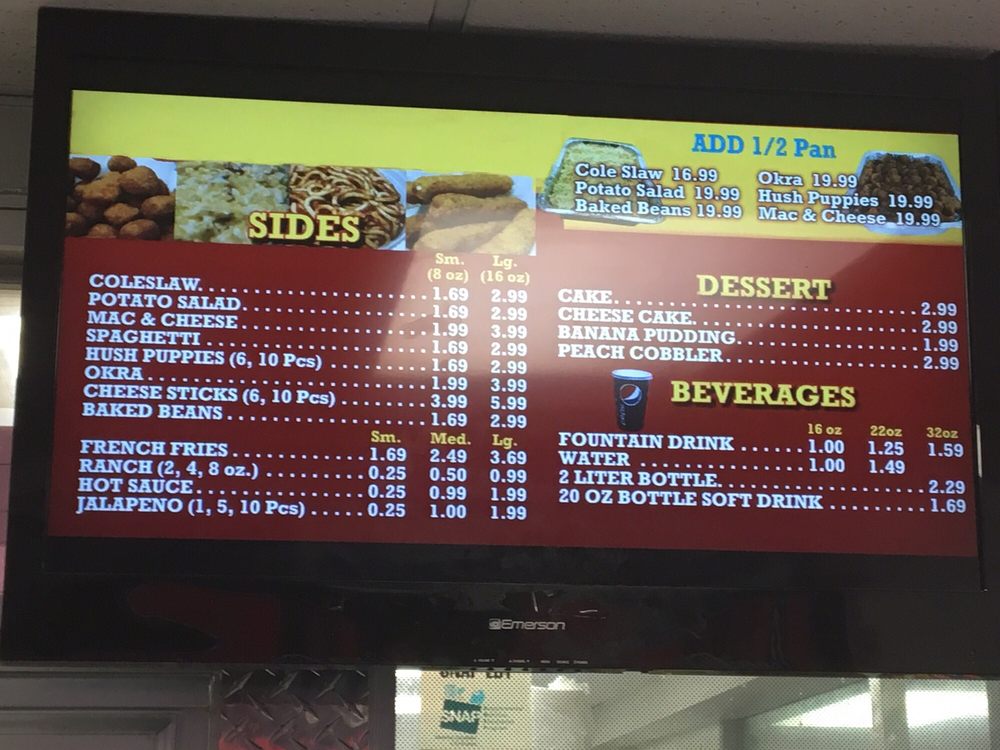 ADD 1/2 Pan
Cole Slaw 16.99
Potato Salad 19.99
Baked Beans 19.99
Okra 19.99
Hush Puppies 19.99
Mac & Cheese 19.99
SIDES
Sm. Lg.
(8 oz) (16 oz)
COLESLAW 1.69 2.99
POTATO SALAD 1.69 2.99
MAC & CHEESE 1.99 3.99
SPAGHETTI 1.69 2.99
HUSH PUPPIES (6, 10 Pcs) 1.69 2.99
OKRA 1.99 3.99
CHEESE STICKS (6, 10 Pcs) 3.99 5.99
BAKED BEANS 1.69 2.99
Sm. Med. Lg.
FRENCH FRIES 1.69 2.49 3.69
RANCH (2, 4, 8 oz.) 0.25 0.50 0.99
HOT SAUCE 0.25 0.99 1.99
JALAPENO (1, 5, 10 Pcs) 0.25 1.00 1.99
DESSERT
CAKE 2.99
CHEESE CAKE 2.99
BANANA PUDDING 1.99
PEACH COBBLER 2.99
BEVERAGES
16 oz 22oz 32oz
FOUNTAIN DRINK 1.00 1.25 1.59
WATER 1.00 1.49
2 LITER BOTTLE 2.29
20 OZ BOTTLE SOFT DRINK 1.69
Emerson
SNAP EBT
SNAP